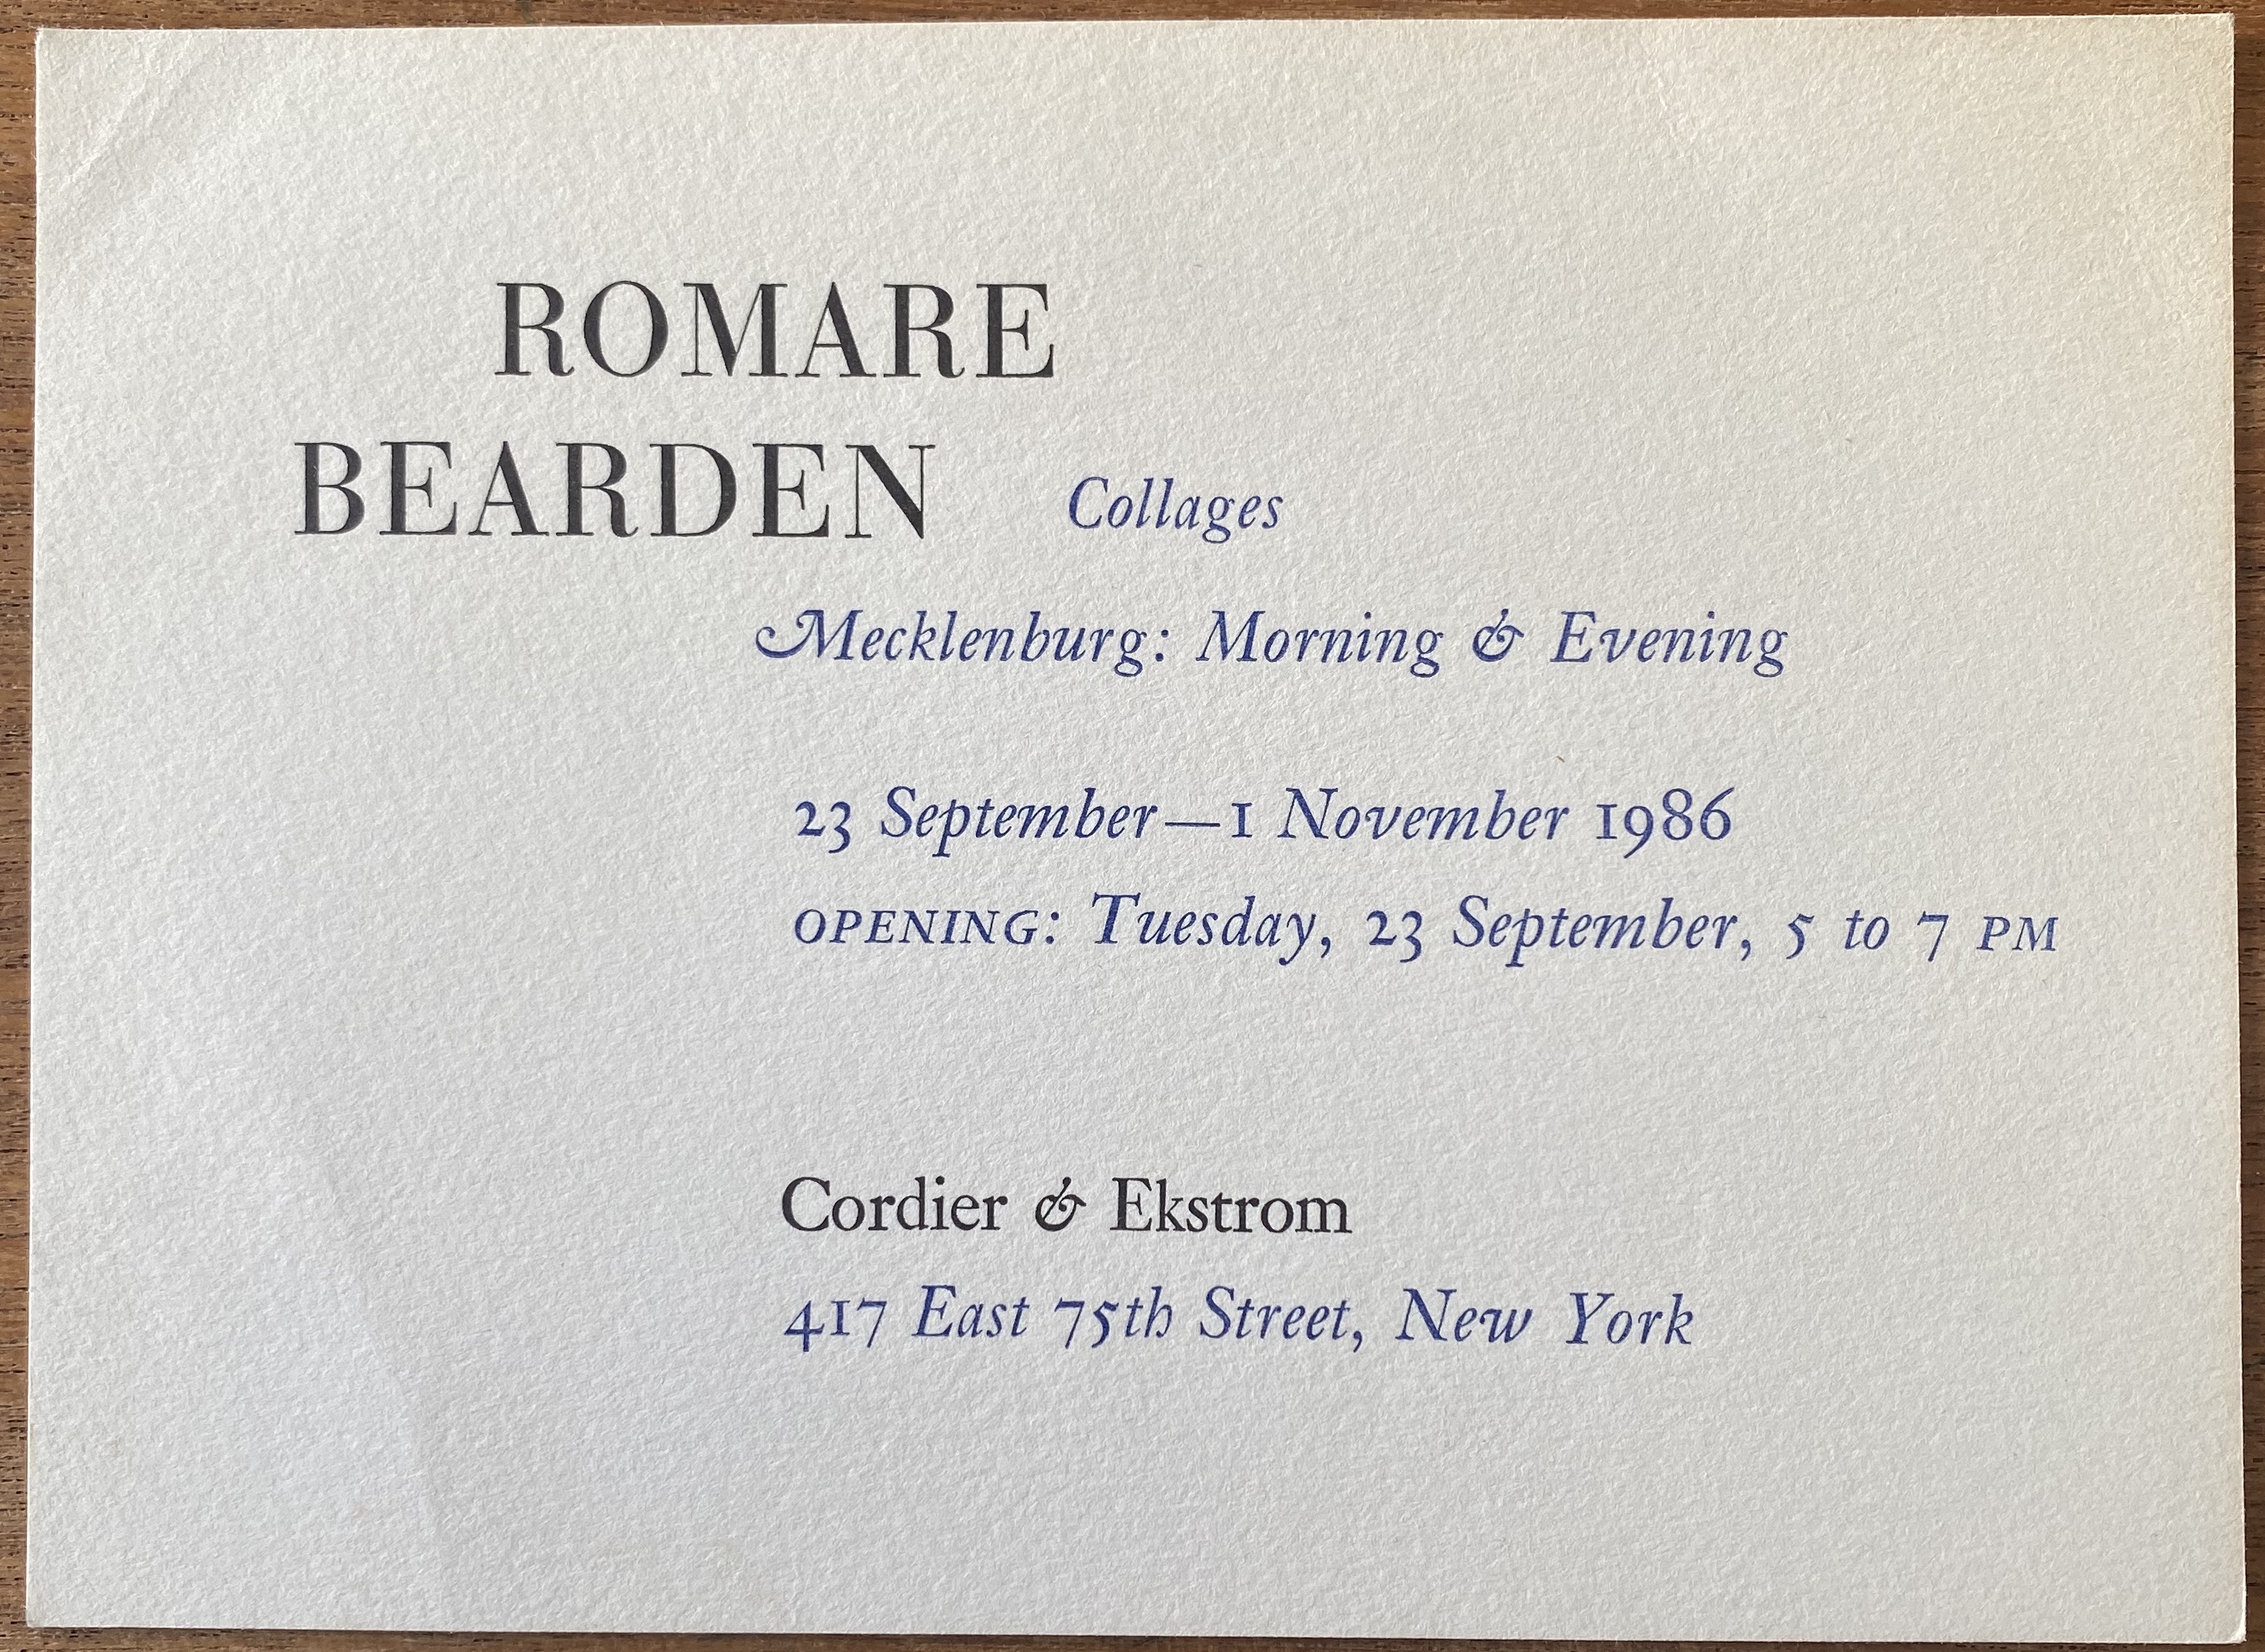 ROMARE
BEARDEN Collages
Mecklenburg: Morning & Evening
23 September—1 November 1986
OPENING: Tuesday, 23 September, 5 to 7 PM
Cordier & Ekstrom
417 East 75th Street, New York